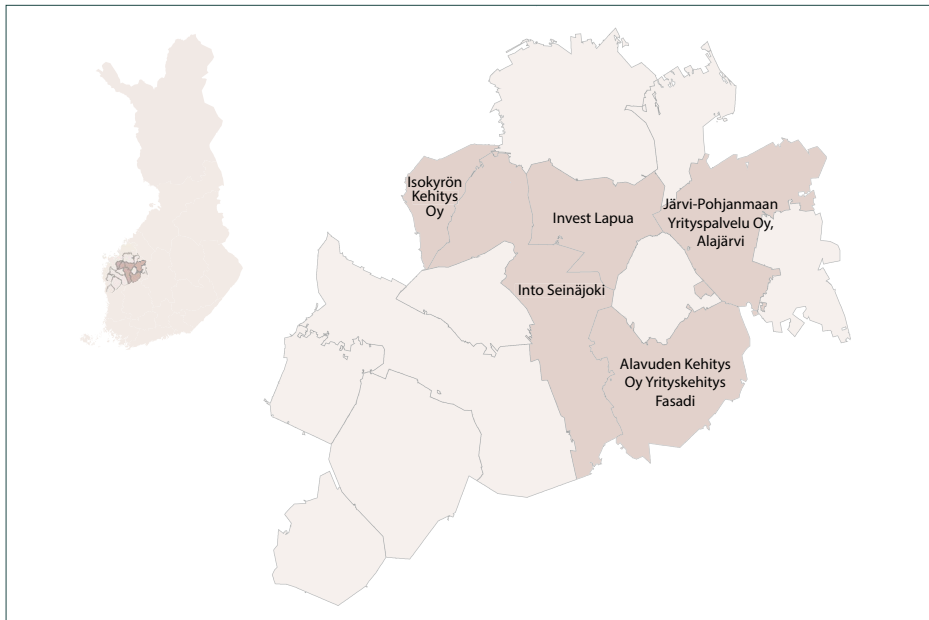 Isokyrön
Kehitys
Oy
Invest Lapua
Järvi-Pohjanmaan
Yrityspalvelu Oy,
Alajärvi
Into Seinäjoki
Alavuden Kehitys
Oy Yrityskehitys
Fasadi